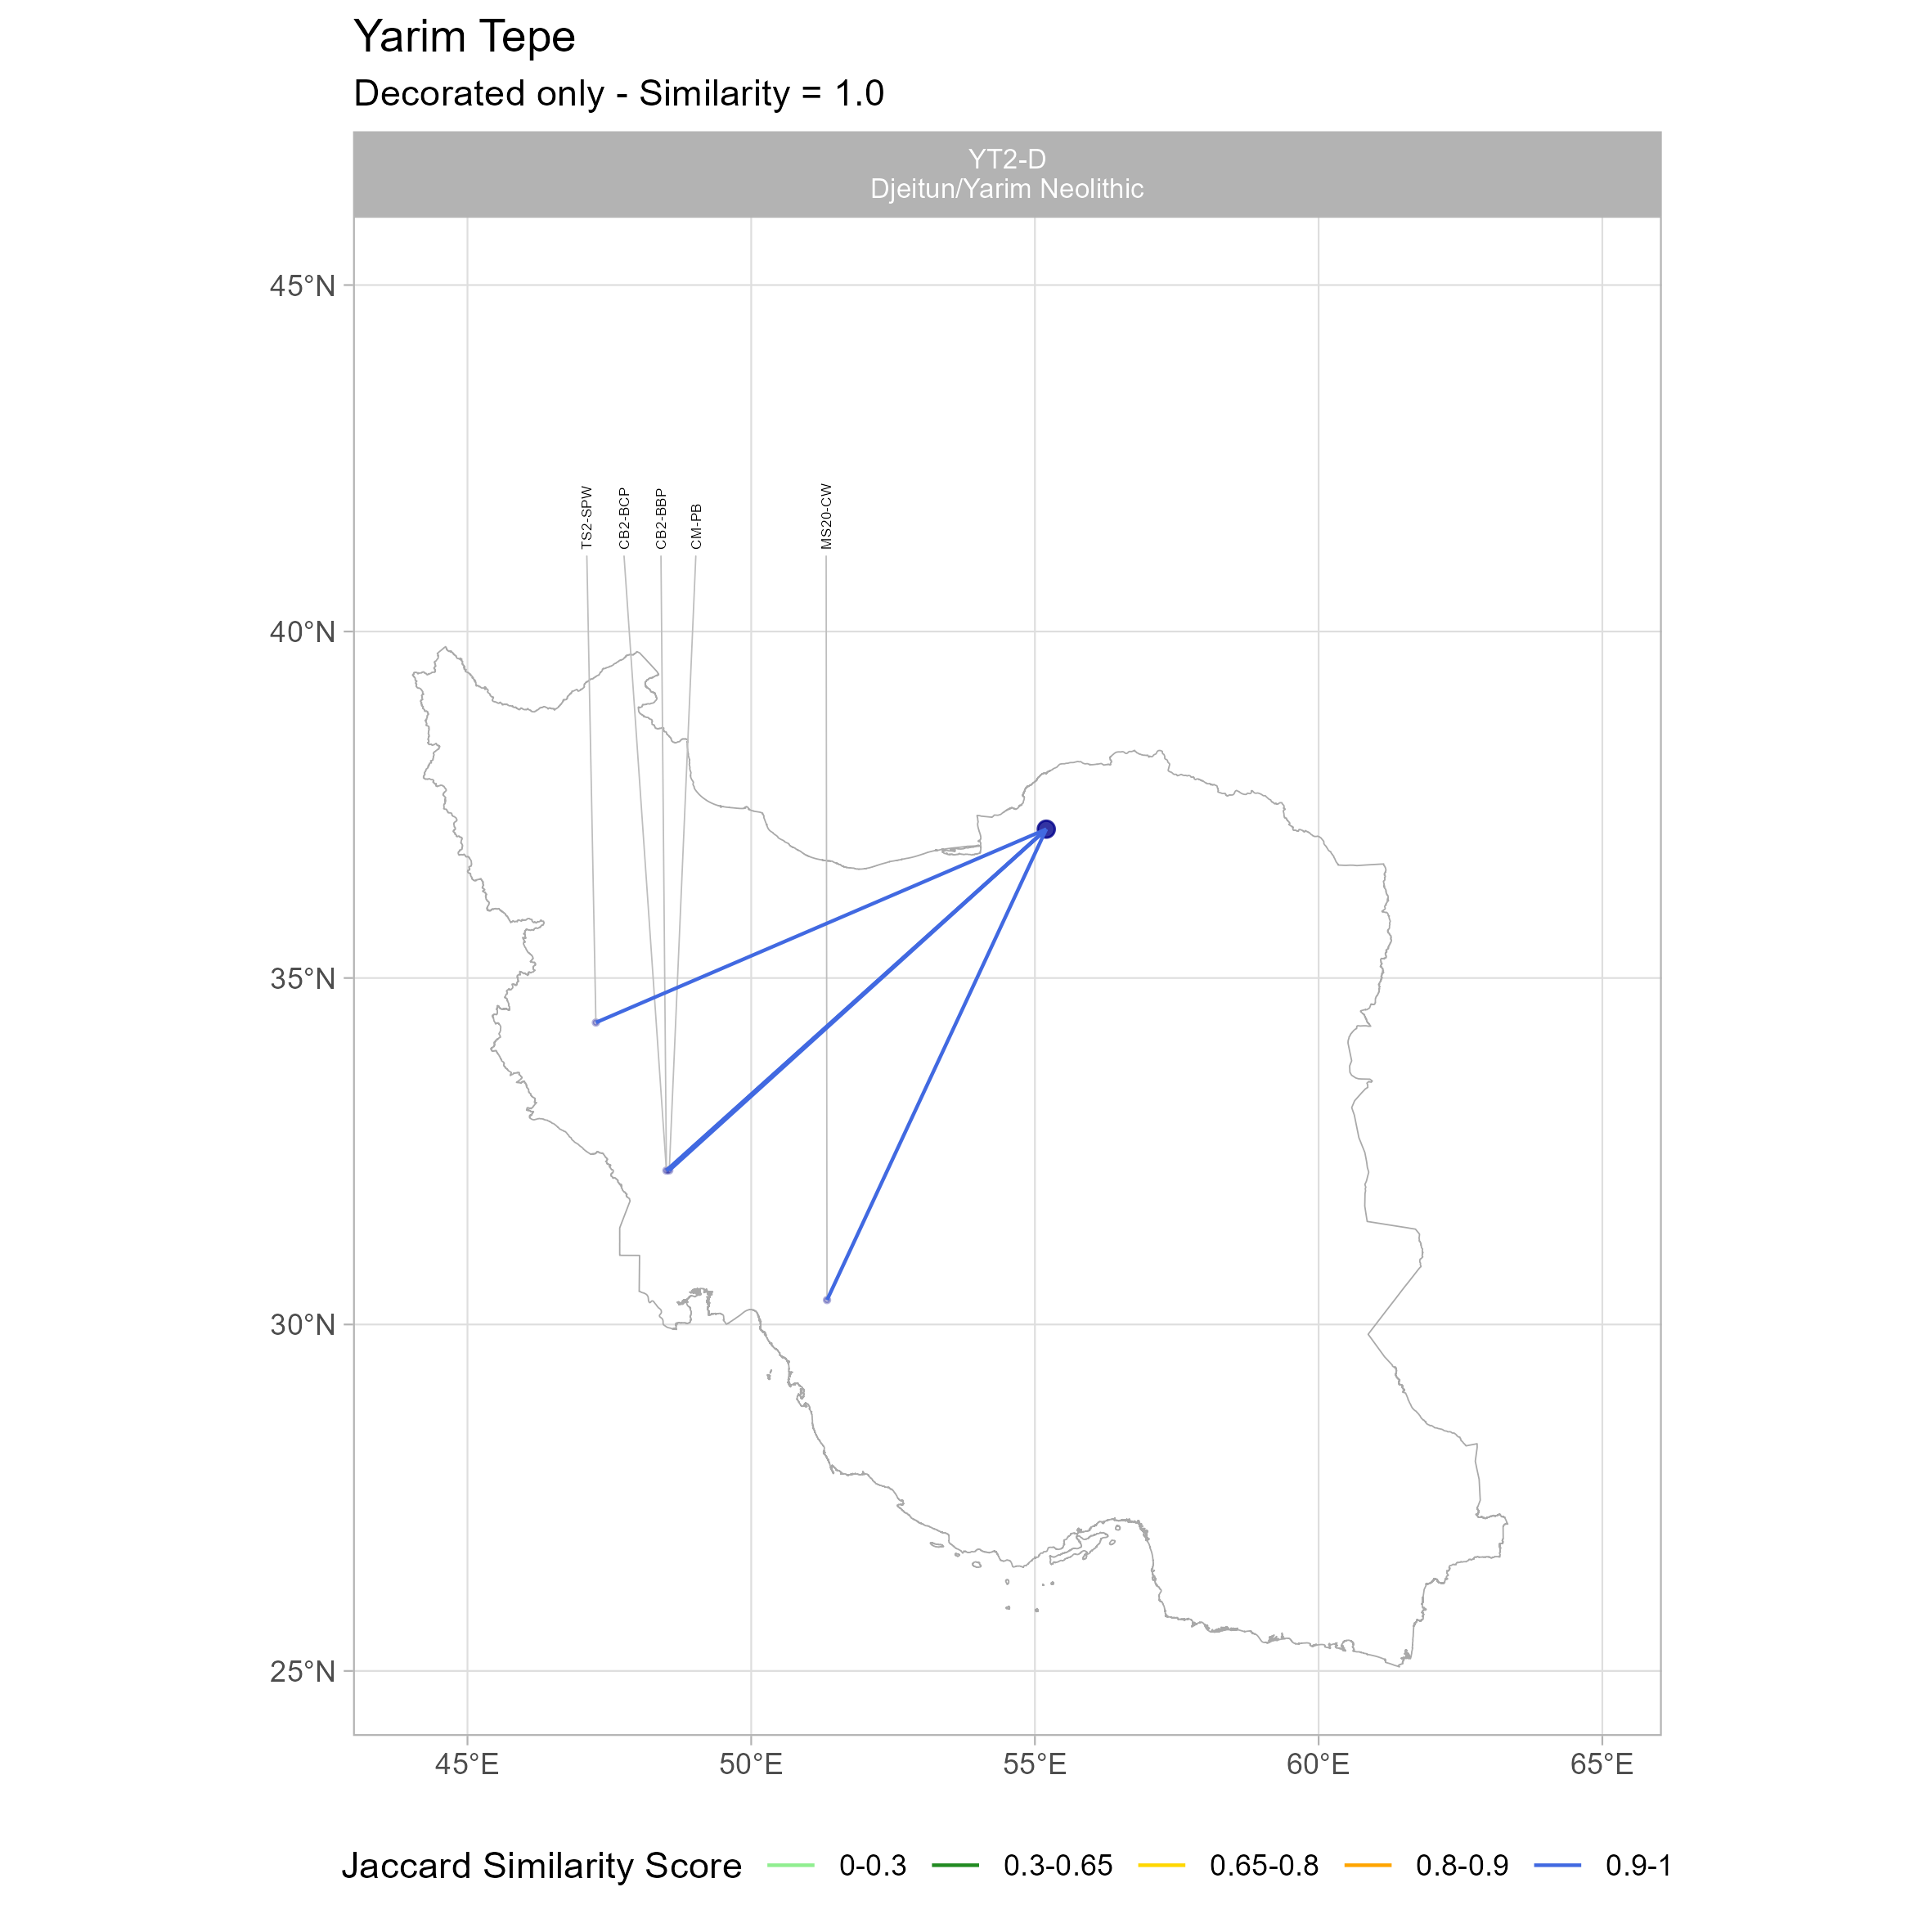 Yarim Tepe
Decorated only - Similarity = 1.0
YT2-D
Djeitun/Yarim Neolithic
45°N
TS2-SPW
CB2-BCP
CB2-BBP
CM-PB
MS20-CW
40°N
35°N
30°N
25°N
45°E 50°E 55°E 60°E 65°E
Jaccard Similarity Score 0-0.3 0.3-0.65 0.65-0.8 0.8-0.9 0.9-1